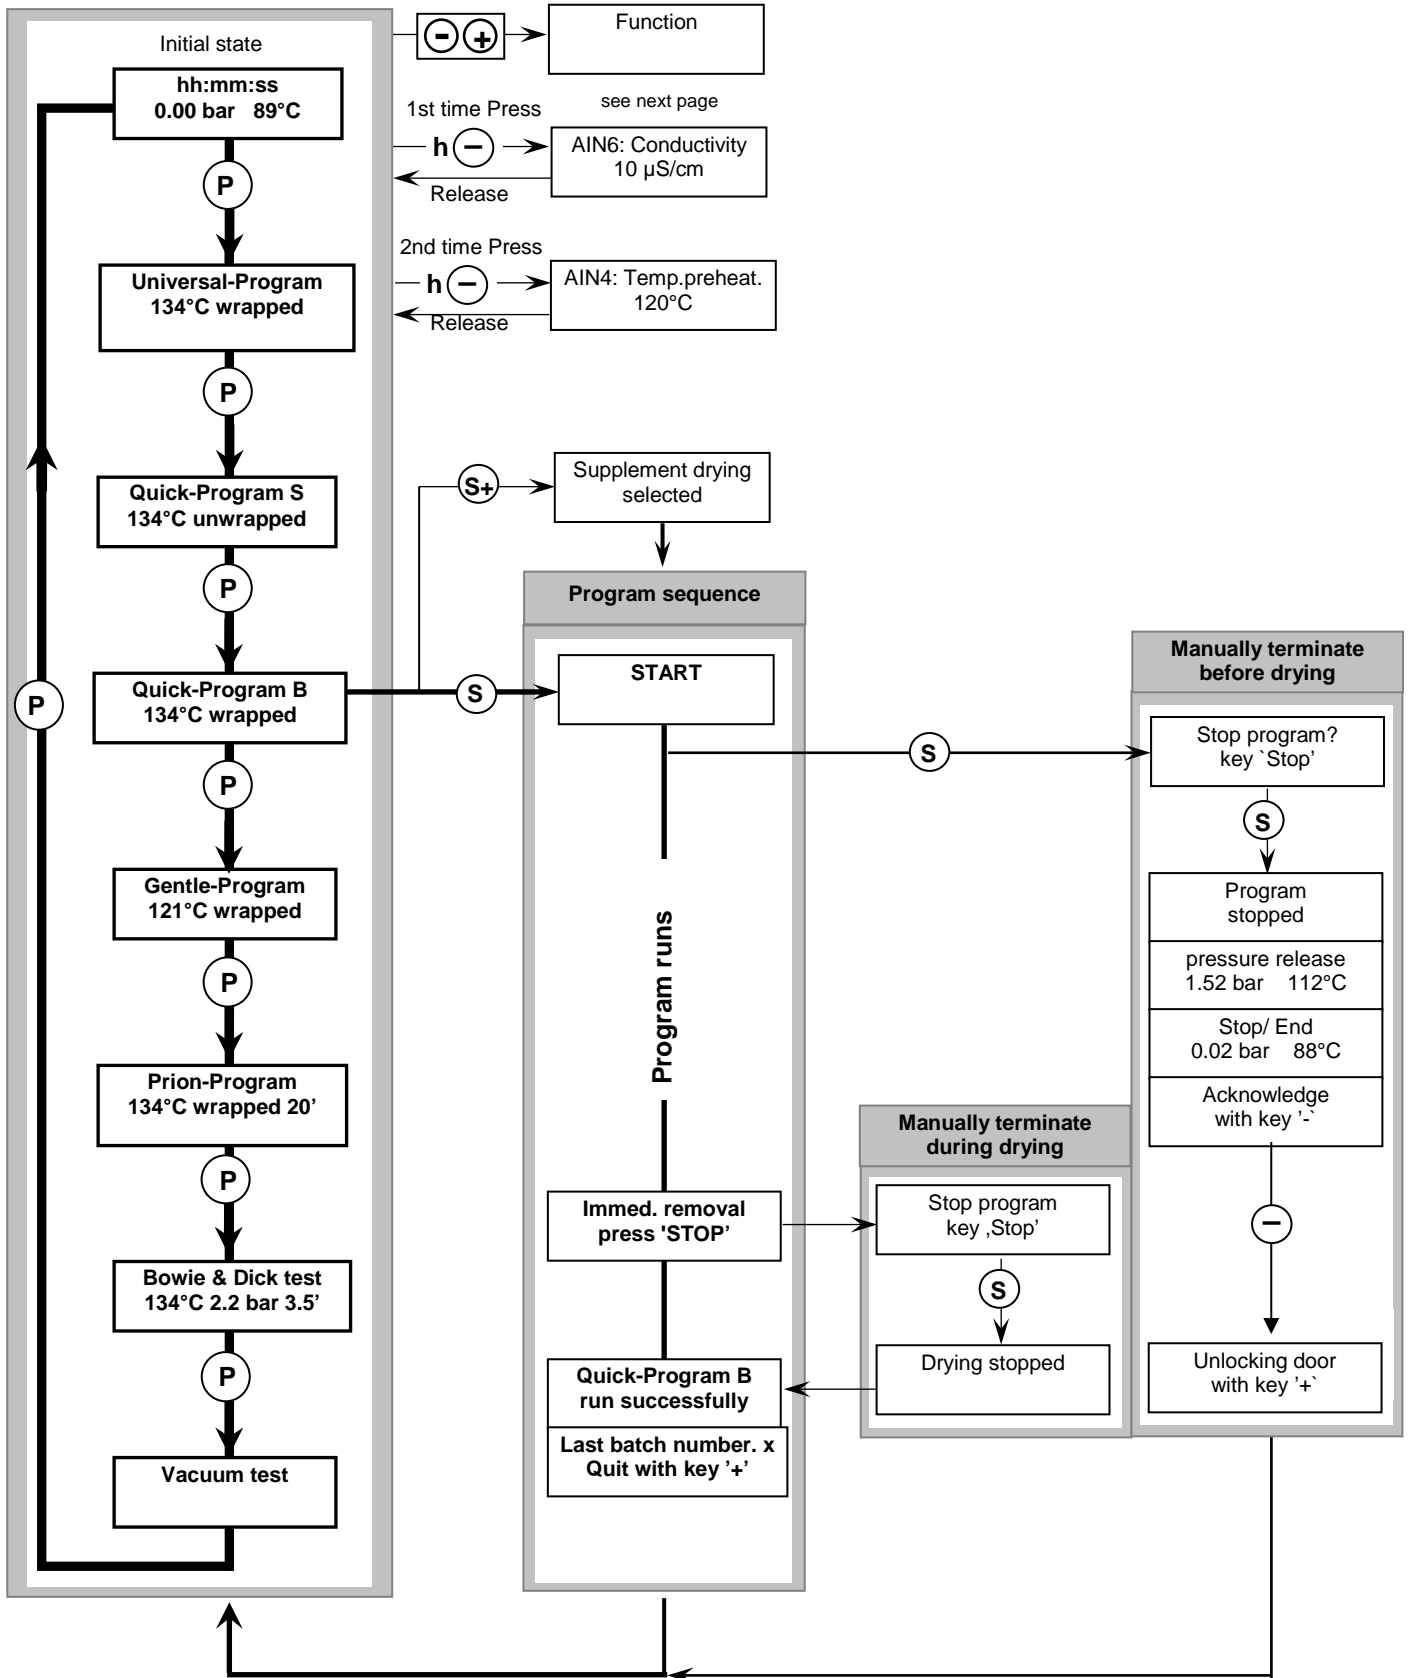 Initial state
hh:mm:ss
0.00 bar 89°C
P
Universal-Program
134°C wrapped
P
Quick-Program S
134°C unwrapped
P
Quick-Program B
134°C wrapped
P
P
Gentle-Program
121°C wrapped
P
Prion-Program
134°C wrapped 20’
P
Bowie & Dick test
134°C 2.2 bar 3.5’
P
Vacuum test
- +
Function
see next page
1st time Press
h −
Release
AIN6: Conductivity
10 µS/cm
2nd time Press
h −
Release
AIN4: Temp.preheat.
120°C
S+
Supplement drying
selected
S
Program sequence
START
Program runs
Immed. removal
press 'STOP’
Quick-Program B
run successfully
Last batch number. x
Quit with key ’+’
Manually terminate
during drying
Stop program
key ‚Stop’
S
Drying stopped
S
Manually terminate
before drying
Stop program?
key `Stop’
S
Program
stopped
pressure release
1.52 bar 112°C
Stop/ End
0.02 bar 88°C
Acknowledge
with key ’-`
−
Unlocking door
with key ’+`